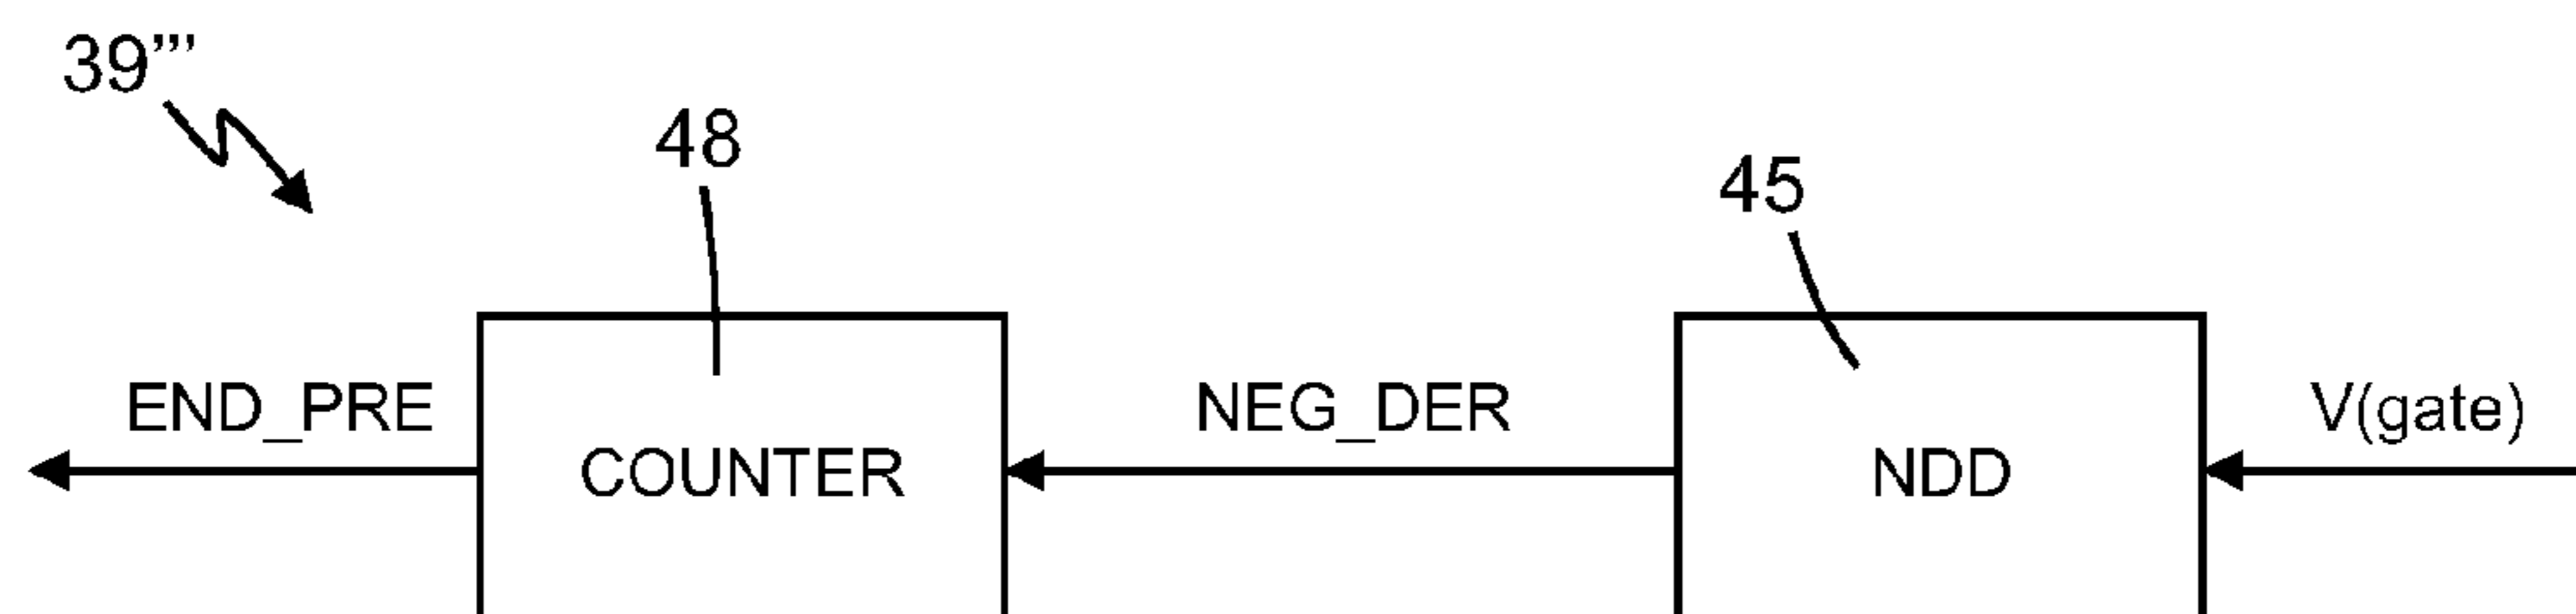 39”’
48
45
END_PRE
NEG_DER
V(gate)
COUNTER
NDD